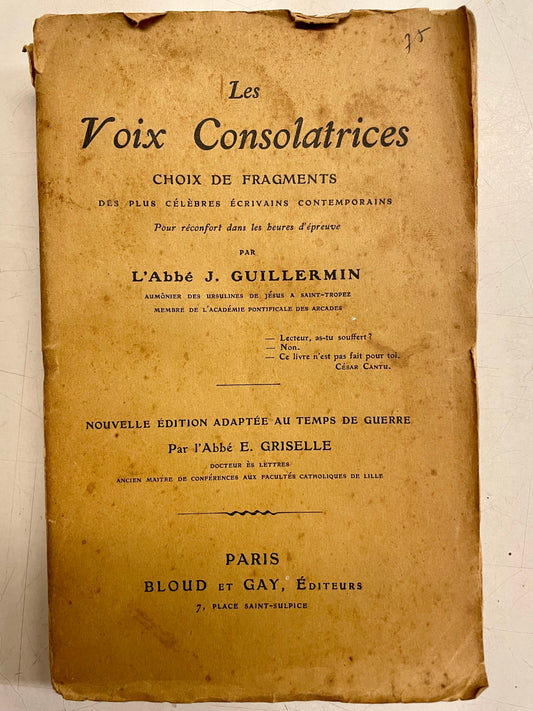 75
Les
Voix Consolatrices
CHOIX DE FRAGMENTS
DES PLUS CÉLÈBRES ÉCRIVAINS CONTEMPORAINS
Pour réconfort dans les heures d'épreuve
PAR
L'Abbé J. GUILLERMIN
AUMÔNIER DES URSULINES DE JÉSUS A SAINT-TROPEZ
MEMBRE DE L'ACADÉMIE PONTIFICALE DES ARCADES
— Lecteur, as-tu souffert ?
— Non.
— Ce livre n'est pas fait pour toi.
CÉSAR CANTU.
NOUVELLE ÉDITION ADAPTÉE AU TEMPS DE GUERRE
Par l'Abbé E. GRISELLE
DOCTEUR ÈS LETTRES
ANCIEN MAITRE DE CONFÉRENCES AUX FACULTÉS CATHOLIQUES DE LILLE
PARIS
BLOUD ET GAY, ÉDITEURS
7, PLACE SAINT-SULPICE